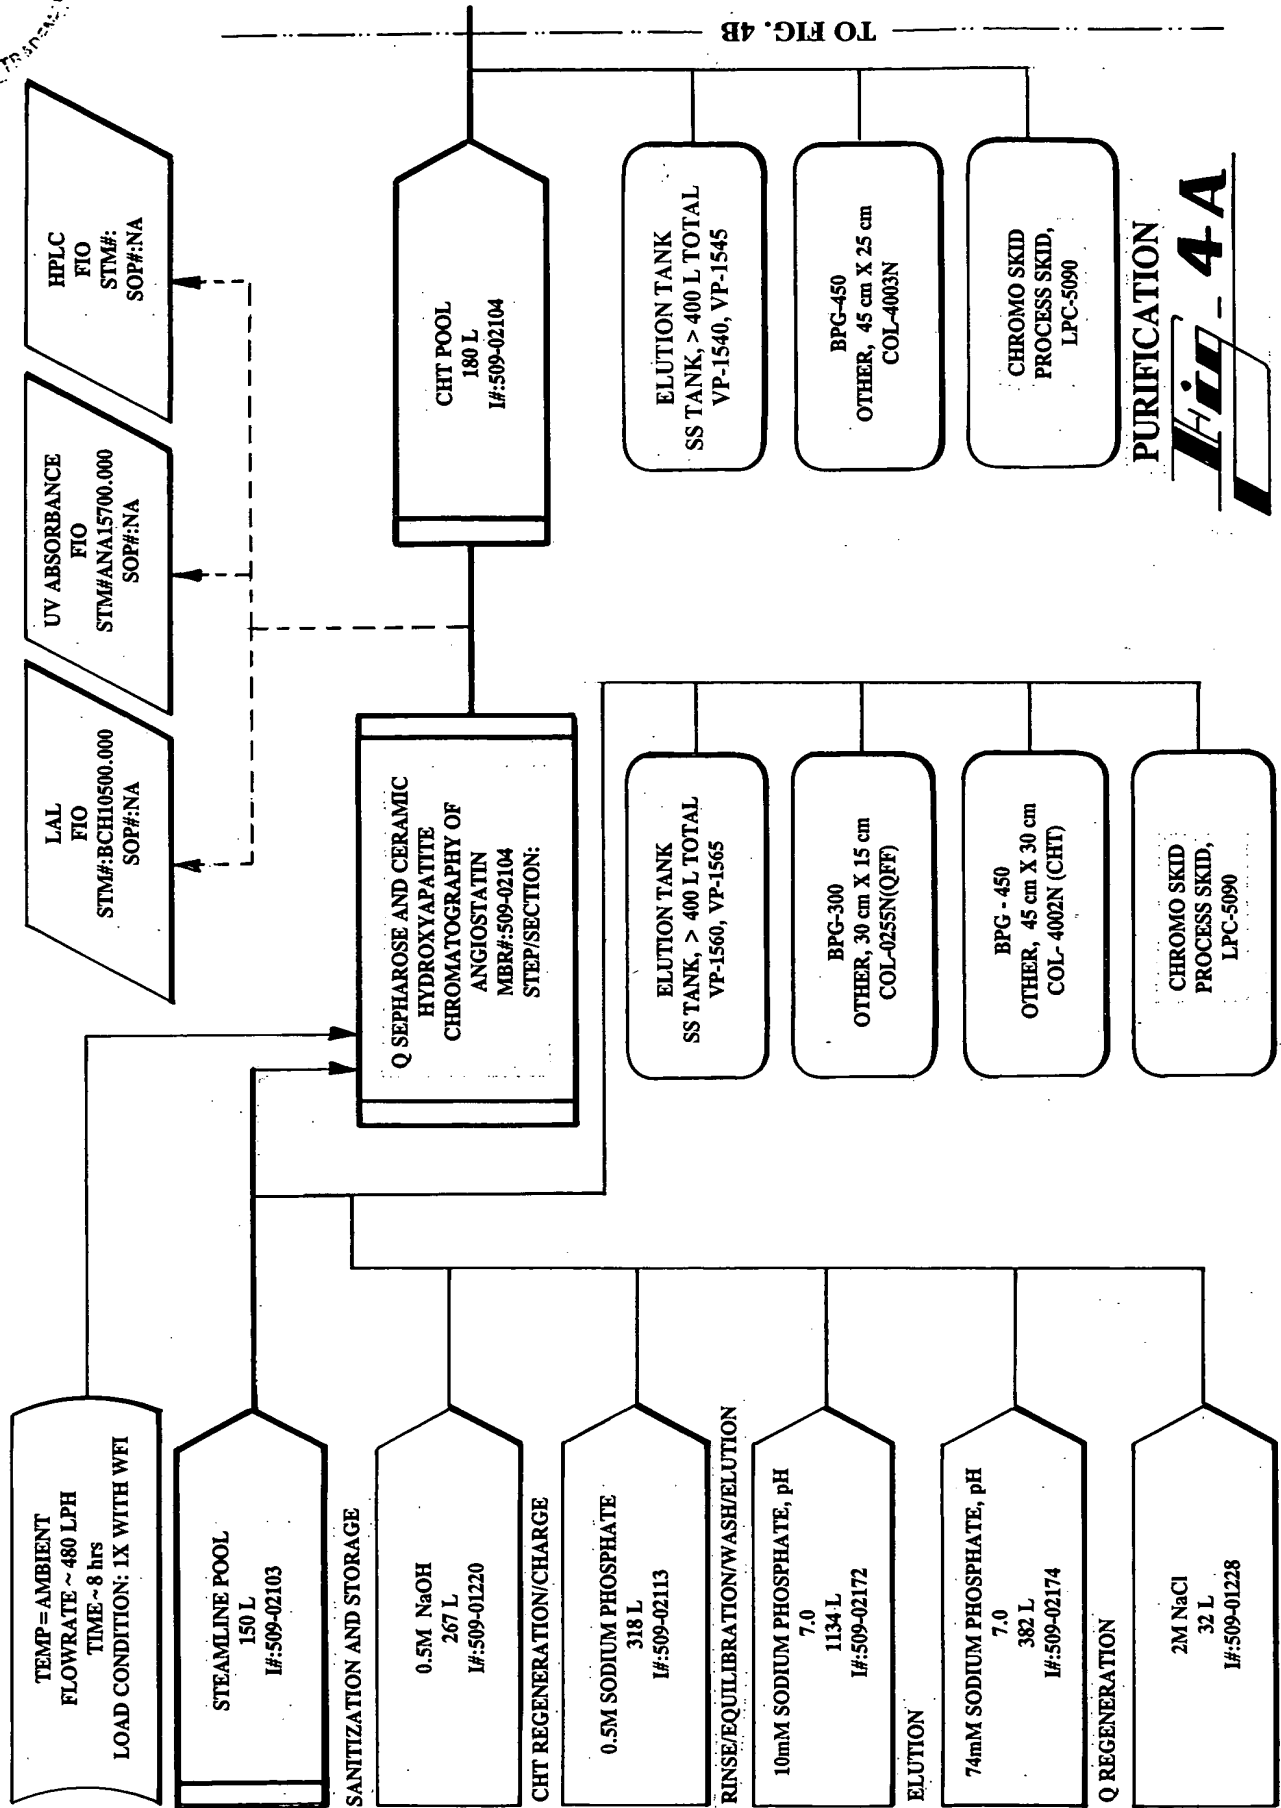 TEMP=AMBIENT
FLOWRATE ~ 480 LPH
TIME ~ 8 hrs
LOAD CONDITION: 1X WITH WFI
STEAMLINE POOL
150 L
I#:509-02103
SANITIZATION AND STORAGE
0.5M NaOH
267 L
I#:509-01220
CHT REGENERATION/CHARGE
0.5M SODIUM PHOSPHATE
318 L
I#:509-02113
RINSE/EQUILIBRATION/WASH/ELUTION
10mM SODIUM PHOSPHATE, pH
7.0
1134 L
I#:509-02172
ELUTION
74mM SODIUM PHOSPHATE, pH
7.0
382 L
I#:509-02174
Q REGENERATION
2M NaCl
32 L
I#:509-01228
LAL
FIO
STM#:BCH10500.000
SOP#:NA
UV ABSORBANCE
FIO
STM#ANA15700.000
SOP#:NA
HPLC
FIO
STM#:
SOP#:NA
Q SEPHAROSE AND CERAMIC
HYDROXYAPATITE
CHROMATOGRAPHY OF
ANGIOSTATIN
MBR#:509-02104
STEP/SECTION:
ELUTION TANK
SS TANK, > 400 L TOTAL
VP-1560, VP-1565
BPG-300
OTHER, 30 cm X 15 cm
COL-0255N(QFF)
BPG - 450
OTHER, 45 cm X 30 cm
COL- 4002N (CHT)
CHROMO SKID
PROCESS SKID,
LPC-5090
CHT POOL
180 L
I#:509-02104
ELUTION TANK
SS TANK, > 400 L TOTAL
VP-1540, VP-1545
BPG-450
OTHER, 45 cm X 25 cm
COL-4003N
CHROMO SKID
PROCESS SKID,
LPC-5090
TO FIG. 4B
PURIFICATION
Fig_4A